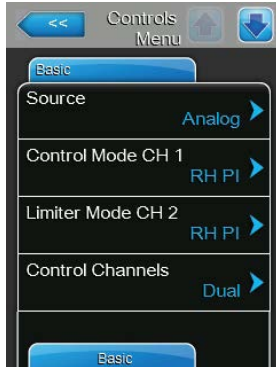 << Controls
Menu
Basic
Source
Analog
Control Mode CH 1
RH PI
Limiter Mode CH 2
RH PI
Control Channels
Dual
Basic